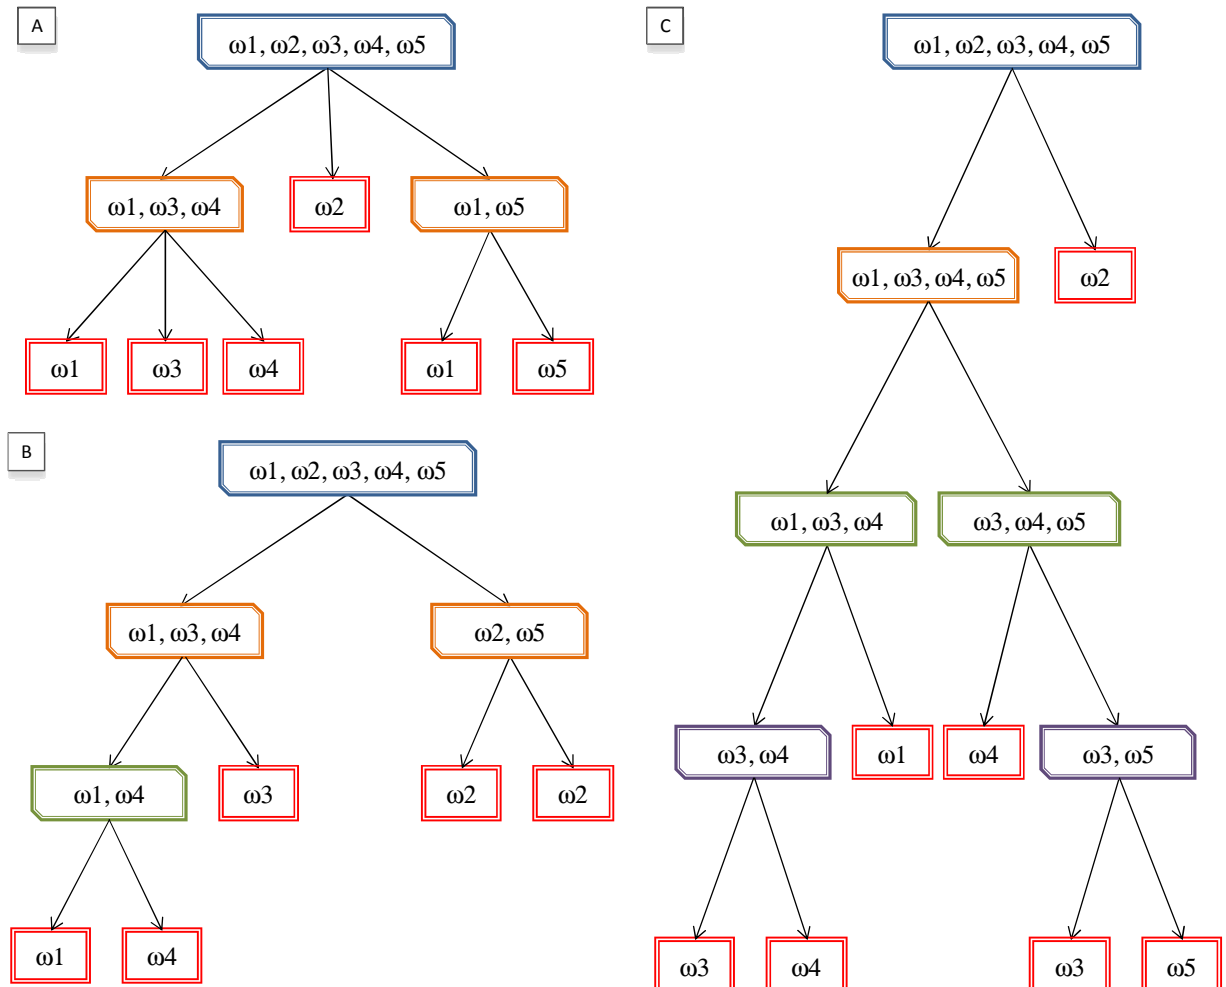 A
ω1, ω2, ω3, ω4, ω5
ω1, ω3, ω4
ω2
ω1, ω5
ω1
ω3
ω4
ω1
ω5
B
ω1, ω2, ω3, ω4, ω5
ω1, ω3, ω4
ω2, ω5
ω1, ω4
ω3
ω2
ω2
ω1
ω4
C
ω1, ω2, ω3, ω4, ω5
ω1, ω3, ω4, ω5
ω2
ω1, ω3, ω4
ω3, ω4, ω5
ω3, ω4
ω1
ω4
ω3, ω5
ω3
ω4
ω3
ω5